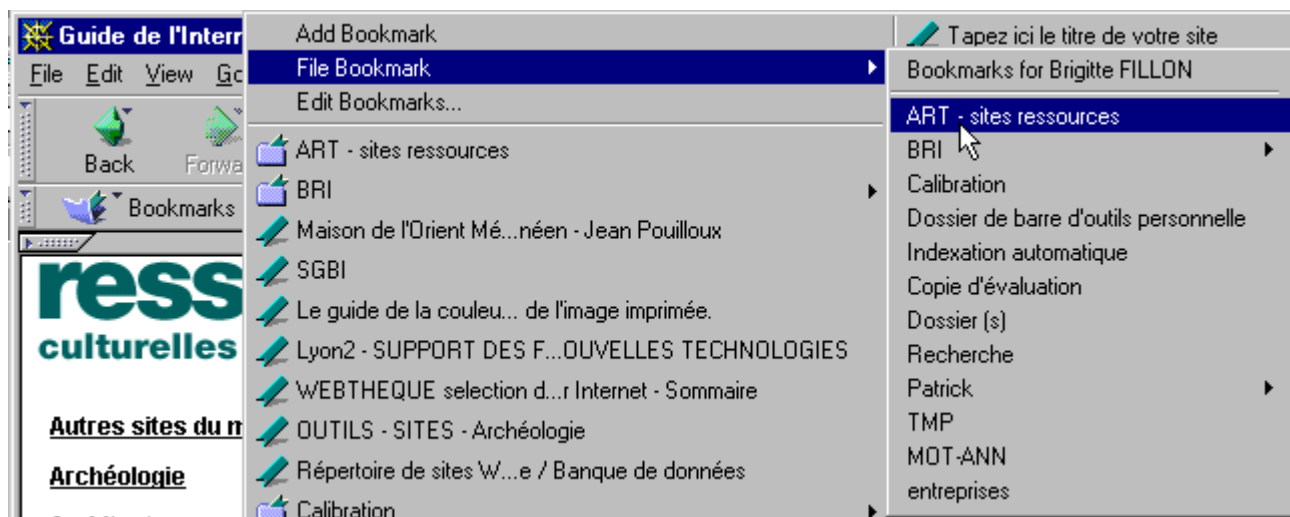 Guide de l'Interr
File Edit View Go
Back Forwa
Bookmarks
ress
culturelles
Autres sites du m
Archéologie
Add Bookmark
File Bookmark
Edit Bookmarks...
ART - sites ressources
BRI
Maison de l'Orient Mé...néen - Jean Pouilloux
SGBI
Le guide de la couleu... de l'image imprimée.
Lyon2 - SUPPORT DES F...OUVELLES TECHNOLOGIES
WEBTHEQUE selection d...r Internet - Sommaire
OUTILS - SITES - Archéologie
Répertoire de sites W...e / Banque de données
Calibration
Tapez ici le titre de votre site
Bookmarks for Brigitte FILLON
ART - sites ressources
BRI
Calibration
Dossier de barre d'outils personnelle
Indexation automatique
Copie d'évaluation
Dossier (s)
Recherche
Patrick
TMP
MOT-ANN
entreprises